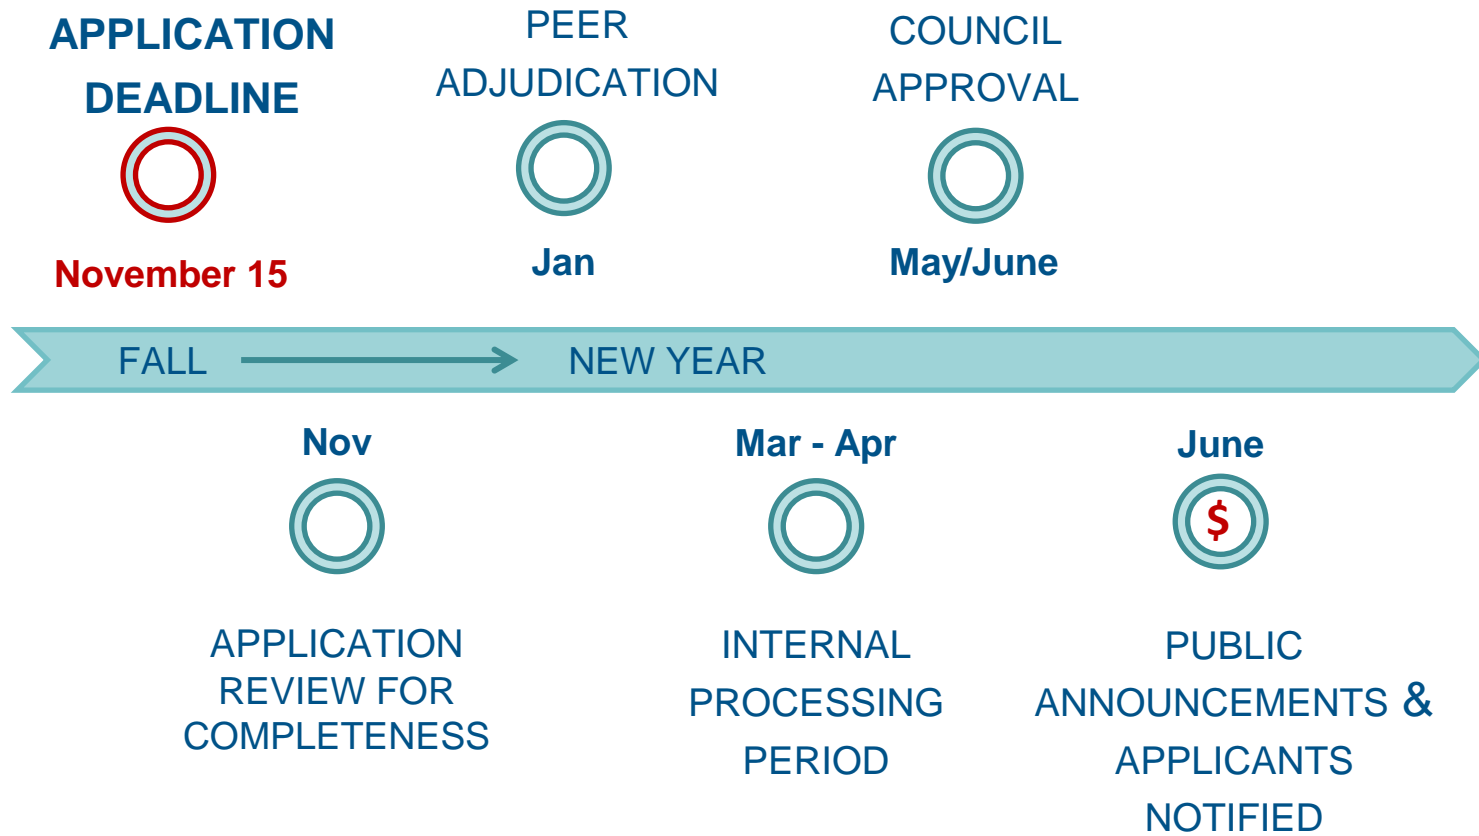 APPLICATION
DEADLINE
November 15
PEER
ADJUDICATION
Jan
COUNCIL
APPROVAL
May/June
FALL
NEW YEAR
Nov
APPLICATION
REVIEW FOR
COMPLETENESS
Mar - Apr
INTERNAL
PROCESSING
PERIOD
June
$
PUBLIC
ANNOUNCEMENTS &
APPLICANTS
NOTIFIED